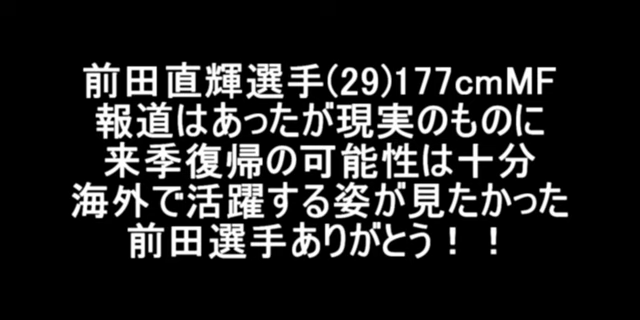 前田直輝選手(29)177cmMF
報道はあったが現実のものに
来季復帰の可能性は十分
海外で活躍する姿が見たかった
前田選手ありがとう！！